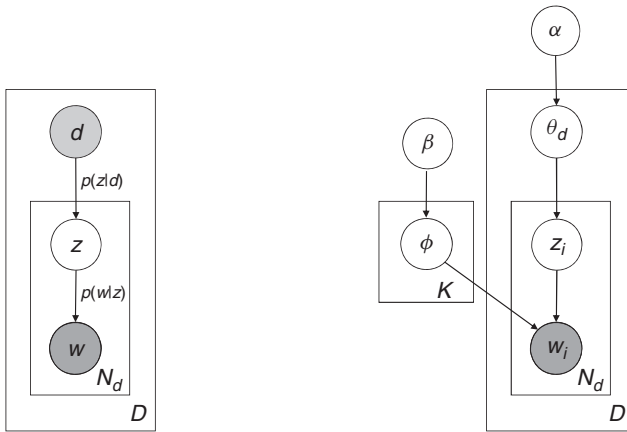 d
p(z|d)
z
p(w|z)
w
N_d
D
α
θ_d
β
ϕ
z_i
K
w_i
N_d
D